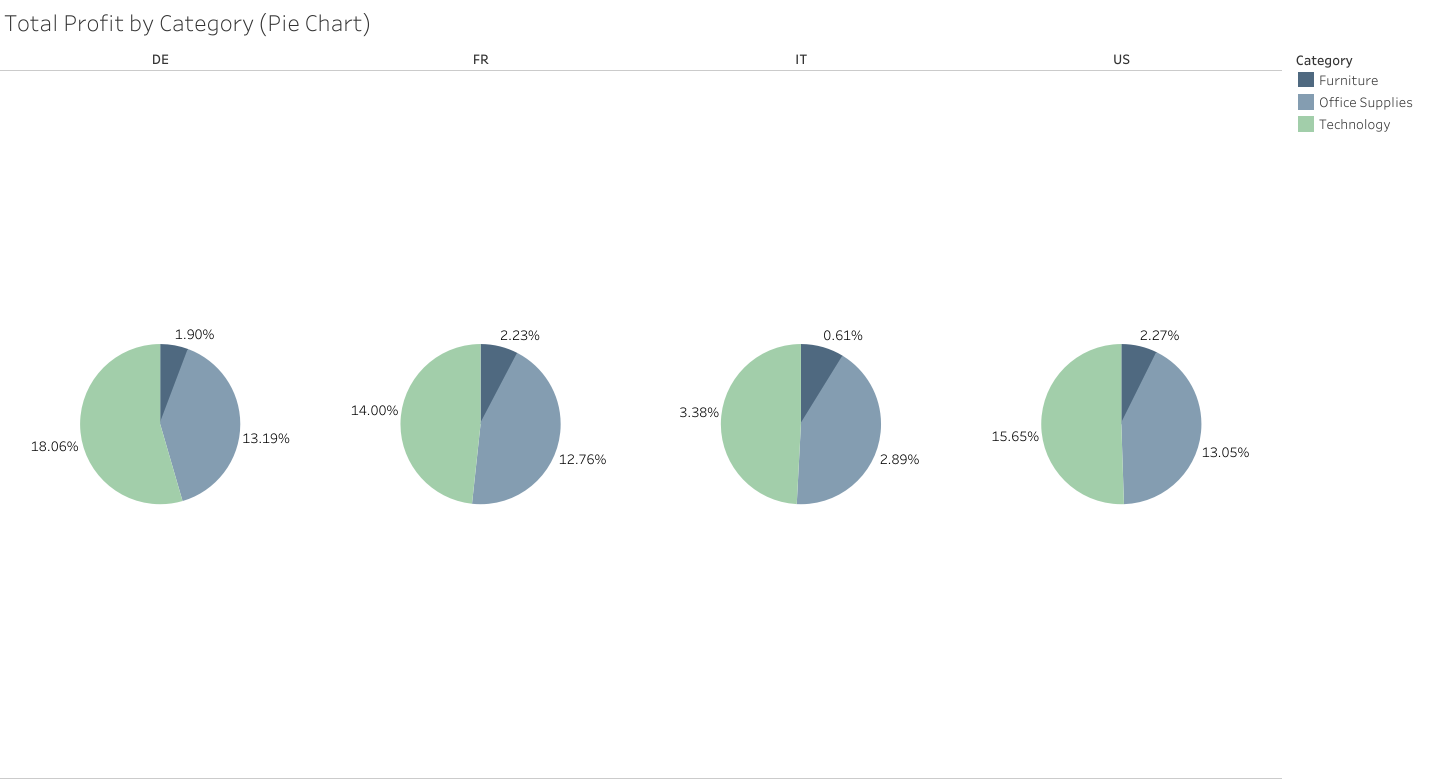 Total Profit by Category (Pie Chart)
DE
FR
IT
US
Category
Furniture
Office Supplies
Technology
1.90%
13.19%
18.06%
2.23%
12.76%
14.00%
0.61%
2.89%
3.38%
2.27%
13.05%
15.65%